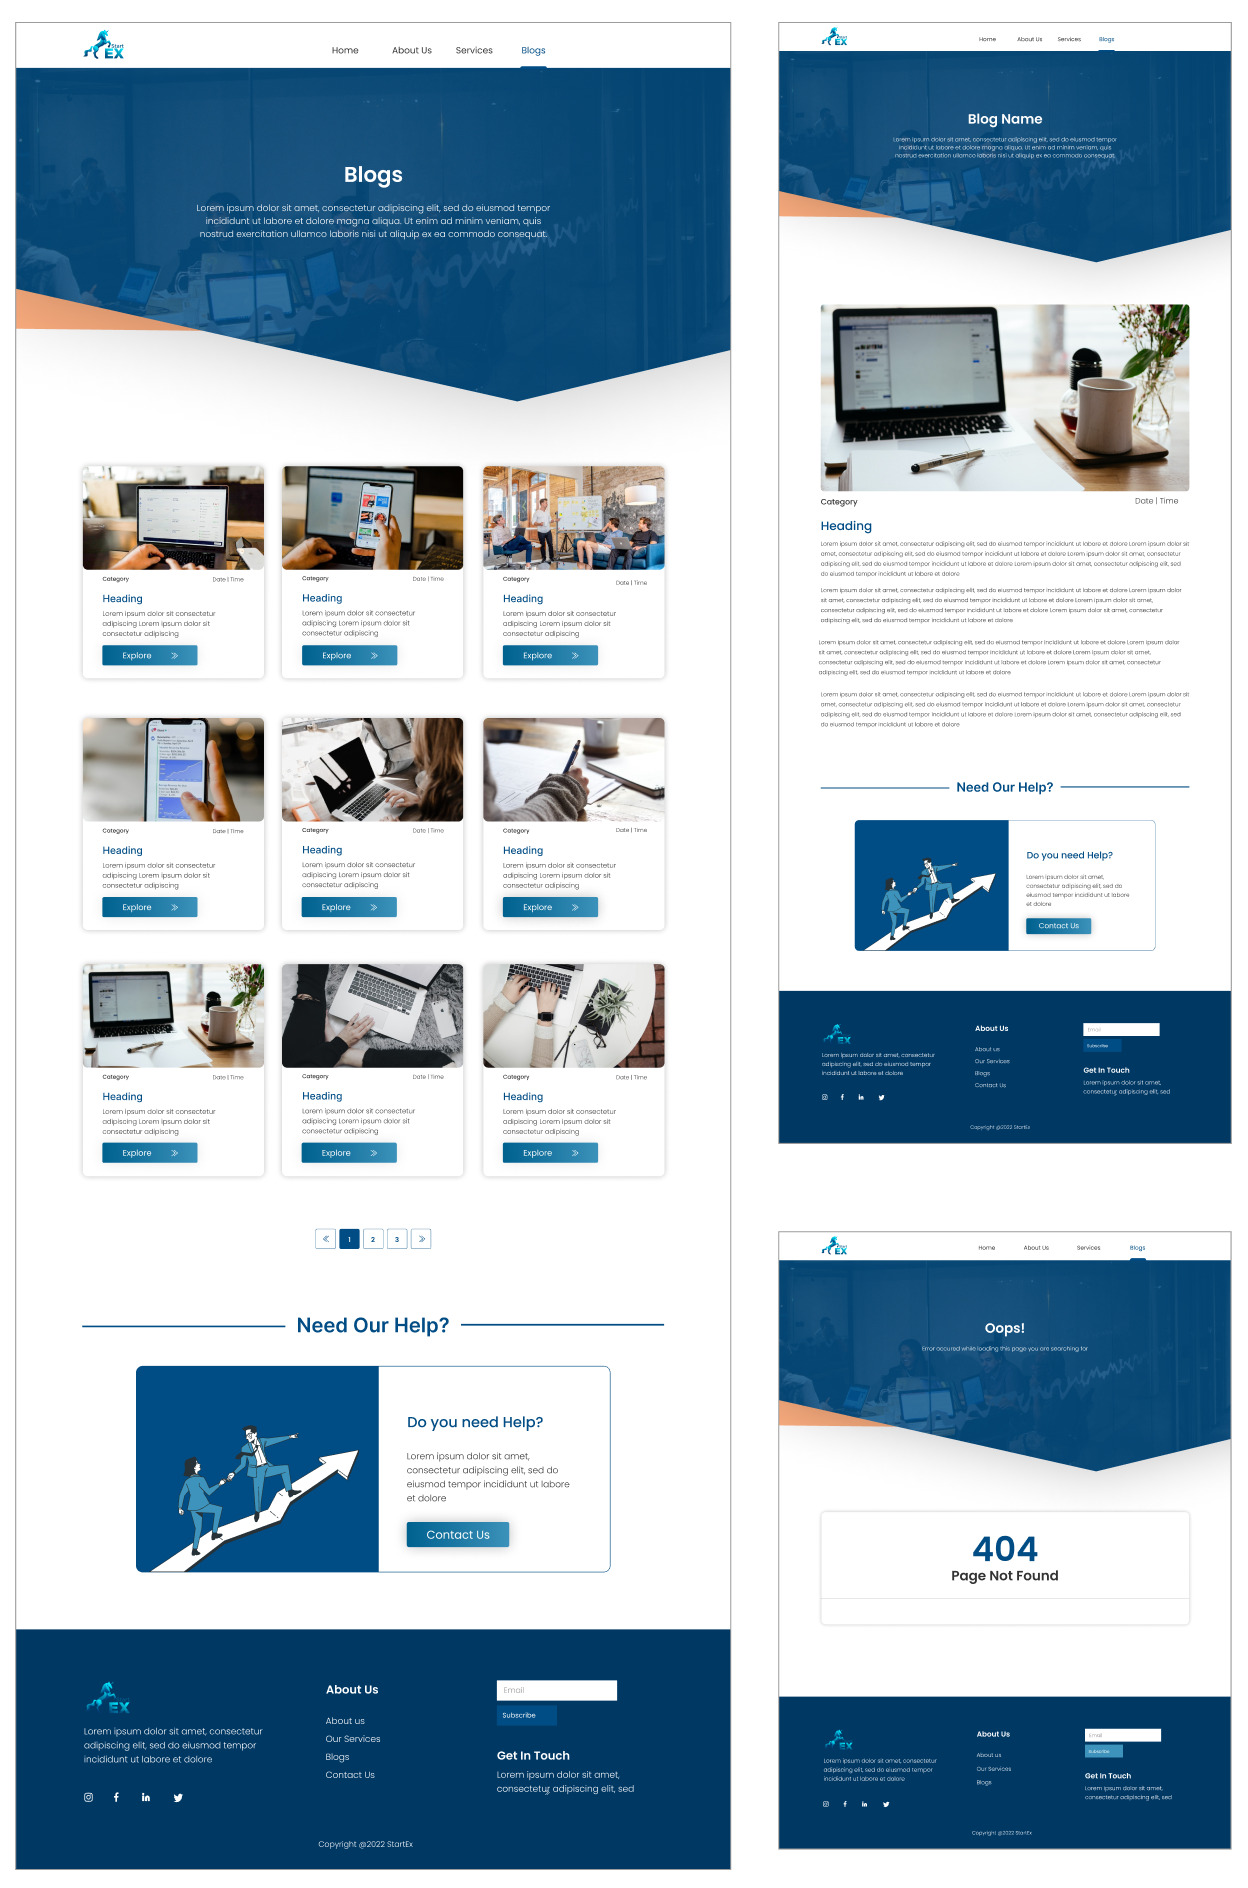 Start
EX
Home About Us Services Blogs
Blogs
Lorem ipsum dolor sit amet, consectetur adipiscing elit, sed do eiusmod tempor
incididunt ut labore et dolore magna aliqua. Ut enim ad minim veniam, quis
nostrud exercitation ullamco laboris nisi ut aliquip ex ea commodo consequat.
Category Date | Time
Heading
Lorem ipsum dolor sit consectetur
adipiscing Lorem ipsum dolor sit
consectetur adipiscing
Explore
Category Date | Time
Heading
Lorem ipsum dolor sit consectetur
adipiscing Lorem ipsum dolor sit
consectetur adipiscing
Explore
Category Date | Time
Heading
Lorem ipsum dolor sit consectetur
adipiscing Lorem ipsum dolor sit
consectetur adipiscing
Explore
Category Date | Time
Heading
Lorem ipsum dolor sit consectetur
adipiscing Lorem ipsum dolor sit
consectetur adipiscing
Explore
Category Date | Time
Heading
Lorem ipsum dolor sit consectetur
adipiscing Lorem ipsum dolor sit
consectetur adipiscing
Explore
Category Date | Time
Heading
Lorem ipsum dolor sit consectetur
adipiscing Lorem ipsum dolor sit
consectetur adipiscing
Explore
Category Date | Time
Heading
Lorem ipsum dolor sit consectetur
adipiscing Lorem ipsum dolor sit
consectetur adipiscing
Explore
Category Date | Time
Heading
Lorem ipsum dolor sit consectetur
adipiscing Lorem ipsum dolor sit
consectetur adipiscing
Explore
Category Date | Time
Heading
Lorem ipsum dolor sit consectetur
adipiscing Lorem ipsum dolor sit
consectetur adipiscing
Explore
1 2 3
Need Our Help?
Do you need Help?
Lorem ipsum dolor sit amet,
consectetur adipiscing elit, sed do
eiusmod tempor incididunt ut labore
et dolore
Contact Us
EX
Lorem ipsum dolor sit amet, consectetur
adipiscing elit, sed do eiusmod tempor
incididunt ut labore et dolore
About Us
About us
Our Services
Blogs
Contact Us
Email
Subscribe
Get In Touch
Lorem ipsum dolor sit amet,
consectetur adipiscing elit, sed
Copyright @2022 StartEx
Start
EX
Home About Us Services Blogs
Blog Name
Lorem ipsum dolor sit amet, consectetur adipiscing elit, sed do eiusmod tempor
incididunt ut labore et dolore magna aliqua. Ut enim ad minim veniam, quis
nostrud exercitation ullamco laboris nisi ut aliquip ex ea commodo consequat.
Category Date | Time
Heading
Lorem ipsum dolor sit amet, consectetur adipiscing elit, sed do eiusmod tempor incididunt ut labore et dolore Lorem ipsum dolor sit
amet, consectetur adipiscing elit, sed do eiusmod tempor incididunt ut labore et dolore Lorem ipsum dolor sit amet, consectetur
adipiscing elit, sed do eiusmod tempor incididunt ut labore et dolore Lorem ipsum dolor sit amet, consectetur adipiscing elit, sed
do eiusmod tempor incididunt ut labore et dolore
Lorem ipsum dolor sit amet, consectetur adipiscing elit, sed do eiusmod tempor incididunt ut labore et dolore Lorem ipsum dolor
sit amet, consectetur adipiscing elit, sed do eiusmod tempor incididunt ut labore et dolore Lorem ipsum dolor sit amet,
consectetur adipiscing elit, sed do eiusmod tempor incididunt ut labore et dolore Lorem ipsum dolor sit amet, consectetur
adipiscing elit, sed do eiusmod tempor incididunt ut labore et dolore
Lorem ipsum dolor sit amet, consectetur adipiscing elit, sed do eiusmod tempor incididunt ut labore et dolore Lorem ipsum dolor
sit amet, consectetur adipiscing elit, sed do eiusmod tempor incididunt ut labore et dolore Lorem ipsum dolor sit amet,
consectetur adipiscing elit, sed do eiusmod tempor incididunt ut labore et dolore Lorem ipsum dolor sit amet, consectetur
adipiscing elit, sed do eiusmod tempor incididunt ut labore et dolore
Lorem ipsum dolor sit amet, consectetur adipiscing elit, sed do eiusmod tempor incididunt ut labore et dolore Lorem ipsum dolor sit
amet, consectetur adipiscing elit, sed do eiusmod tempor incididunt ut labore et dolore Lorem ipsum dolor sit amet, consectetur
adipiscing elit, sed do eiusmod tempor incididunt ut labore et dolore Lorem ipsum dolor sit amet, consectetur adipiscing elit, sed
do eiusmod tempor incididunt ut labore et dolore
Need Our Help?
Do you need Help?
Lorem ipsum dolor sit amet,
consectetur adipiscing elit, sed do
eiusmod tempor incididunt ut labore
et dolore
Contact Us
EX
Lorem ipsum dolor sit amet, consectetur
adipiscing elit, sed do eiusmod tempor
incididunt ut labore et dolore
About Us
About us
Our Services
Blogs
Contact Us
Email
Subscribe
Get In Touch
Lorem ipsum dolor sit amet,
consectetur adipiscing elit, sed
Copyright @2022 StartEx
Start
EX
Home About Us Services Blogs
Oops!
Error accured while loading this page you are searching for
404
Page Not Found
EX
Lorem ipsum dolor sit amet, consectetur
adipiscing elit, sed do eiusmod tempor
incididunt ut labore et dolore
About Us
About us
Our Services
Blogs
Email
Subscribe
Get In Touch
Lorem ipsum dolor sit amet,
consectetur adipiscing elit, sed
Copyright @2022 StartEx